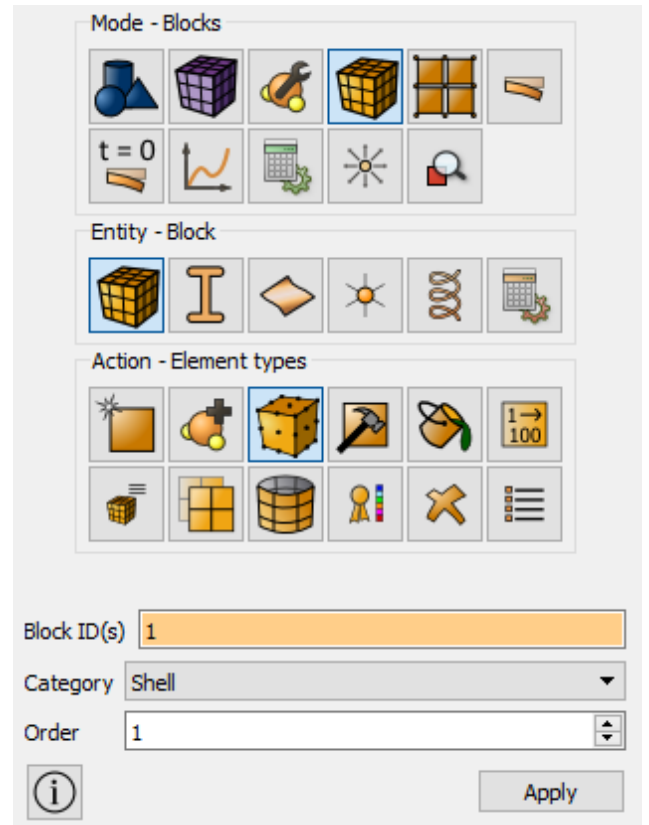 Mode - Blocks
t = 0
Entity - Block
Action - Element types
1→
100
Block ID(s) 1
Category Shell
Order 1
i Apply